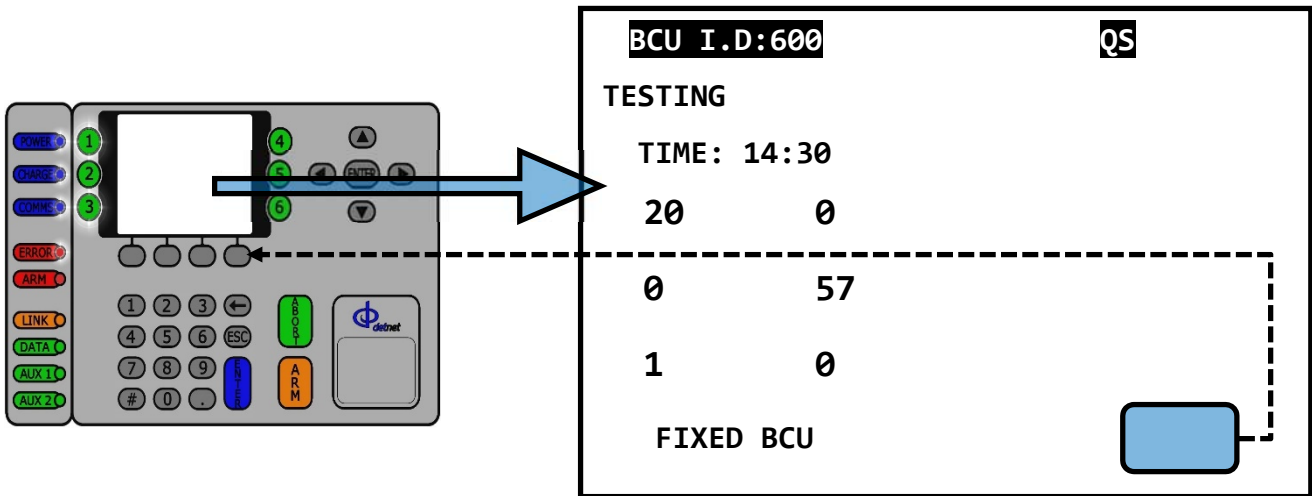 BCU I.D:600 QS
TESTING
TIME: 14:30
20 0
0 57
1 0
FIXED BCU
POWER
CHARGE
COMMS
ERROR
ARM
LINK
DATA
AUX 1
AUX 2
1 4
2 5 ENTER
3 6
1 2 3 ←
4 5 6 ESC
7 8 9 ENTER
# 0 .
ABORT
ARM
detnet